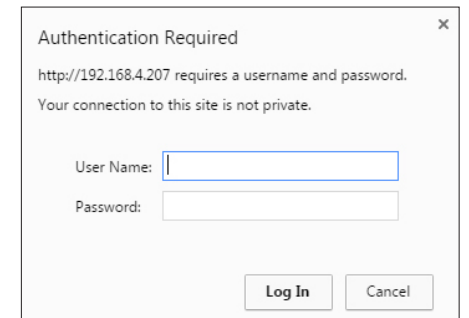 Authentication Required
×
http://192.168.4.207 requires a username and password.
Your connection to this site is not private.
User Name:
Password:
Log In Cancel